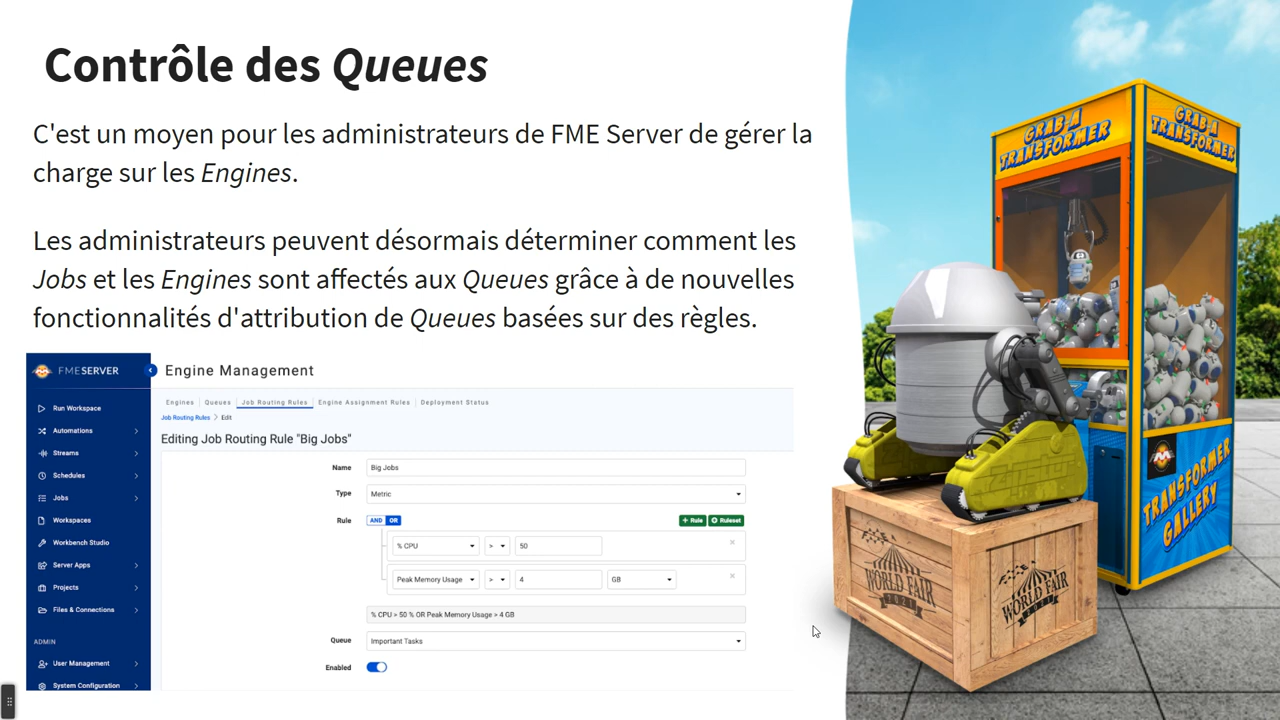 Contrôle des Queues
C'est un moyen pour les administrateurs de FME Server de gérer la
charge sur les Engines.
Les administrateurs peuvent désormais déterminer comment les
Jobs et les Engines sont affectés aux Queues grâce à de nouvelles
fonctionnalités d'attribution de Queues basées sur des règles.
FMESERVER
Run Workspace
Automations
Streams
Schedules
Jobs
Workspaces
Workbench Studio
Server Apps
Projects
Files & Connections
ADMIN
User Management
System Configuration
Engine Management
Engines | Queues | Job Routing Rules | Engine Assignment Rules | Deployment Status
Job Routing Rules > Edit
Editing Job Routing Rule "Big Jobs"
Name Big Jobs
Type Metric
Rule AND OR + Rule Ruleset
% CPU > 50
Peak Memory Usage > 4 GB
% CPU > 50 % OR Peak Memory Usage > 4 GB
Queue Important Tasks
Enabled
GRAB-A
TRANSFORMER
GRAB-A
TRANSFORMER
TRANSFORMER
GALLERY
WORLD FAIR
2021
WORLD FAIR
2021